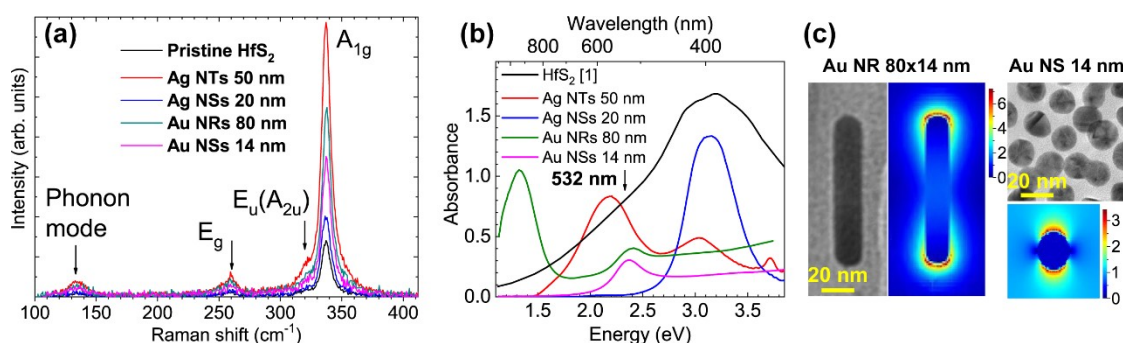 (a)
Intensity (arb. units)
Pristine HfS₂
Ag NTs 50 nm
Ag NSs 20 nm
Au NRs 80 nm
Au NSs 14 nm
A₁g
Phonon
mode
E_g
E_u(A₂u)
100 150 200 250 300 350 400
Raman shift (cm⁻¹)
(b)
Wavelength (nm)
800 600 400
Absorbance
1.5
1.0
0.5
0.0
HfS₂ [1]
Ag NTs 50 nm
Ag NSs 20 nm
Au NRs 80 nm
Au NSs 14 nm
532 nm
1.5 2.0 2.5 3.0 3.5
Energy (eV)
(c)
Au NR 80x14 nm
20 nm
6
4
2
0
Au NS 14 nm
20 nm
3
2
1
0